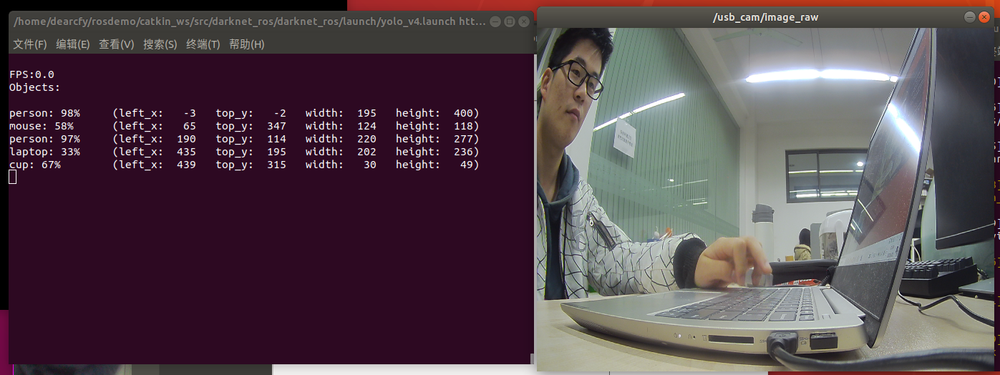 /home/dearcfy/rosdemo/catkin_ws/src/darknet_ros/darknet_ros/launch/yolo_v4.launch htt...
文件(F) 编辑(E) 查看(V) 搜索(S) 终端(T) 帮助(H)
FPS:0.0
Objects:
person: 98% (left_x: -3 top_y: -2 width: 195 height: 400)
mouse: 58% (left_x: 65 top_y: 347 width: 124 height: 118)
person: 97% (left_x: 190 top_y: 114 width: 220 height: 277)
laptop: 33% (left_x: 435 top_y: 195 width: 202 height: 236)
cup: 67% (left_x: 439 top_y: 315 width: 30 height: 49)
/usb_cam/image_raw